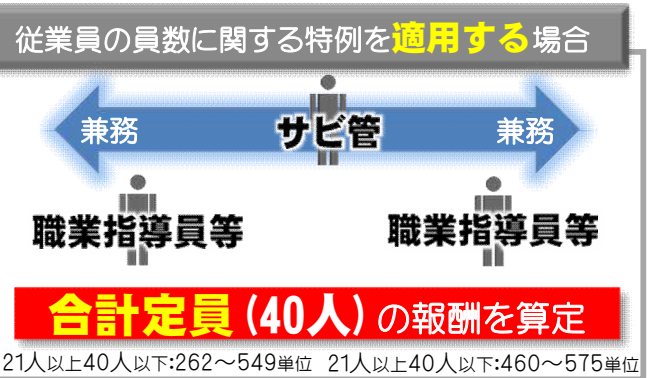 従業員の員数に関する特例を適用する場合
兼務 サビ管 兼務
職業指導員等 職業指導員等
合計定員(40人)の報酬を算定
21人以上40人以下:262～549単位 21人以上40人以下:460～575単位